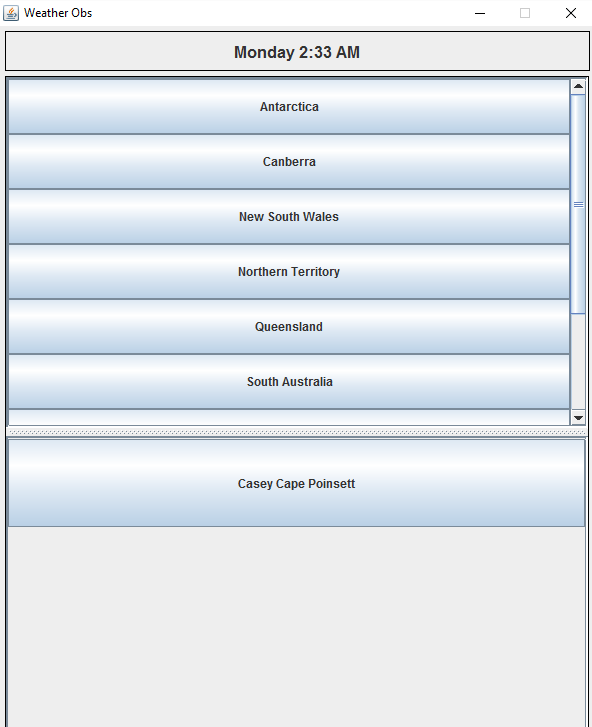 Weather Obs
Monday 2:33 AM
Antarctica
Canberra
New South Wales
Northern Territory
Queensland
South Australia
Casey Cape Poinsett